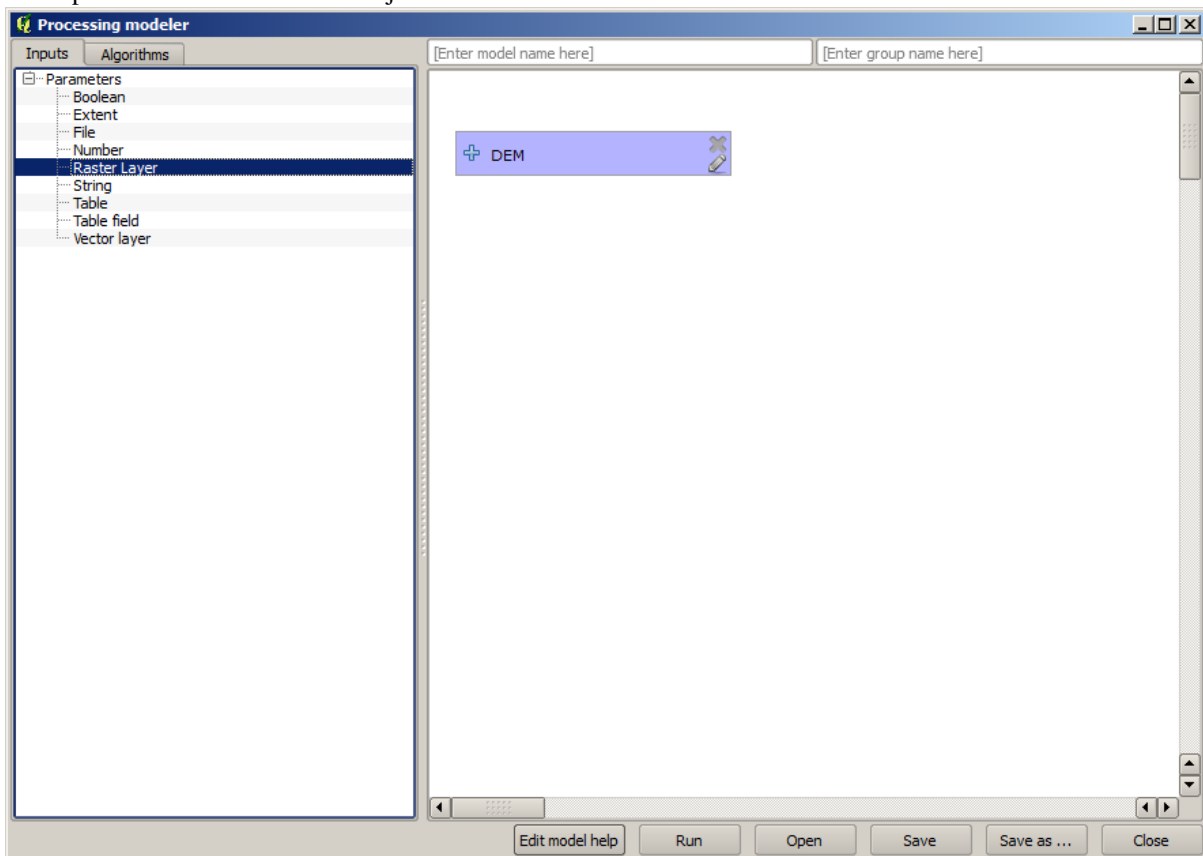 Processing modeler
Inputs Algorithms
[Enter model name here] [Enter group name here]
Parameters
Boolean
Extent
File
Number
Raster Layer
String
Table
Table field
Vector layer
DEM
Edit model help Run Open Save Save as ... Close